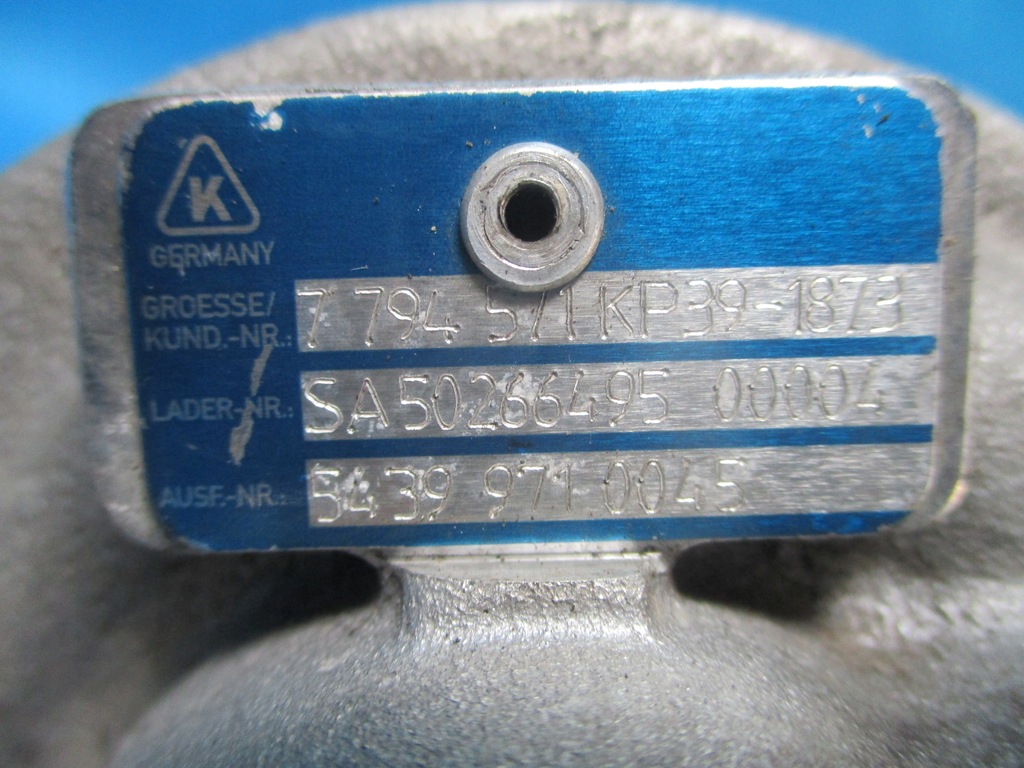 K
GERMANY
GROESSE/
KUND.-NR.: 7 794 571 KP39-1873
LADER-NR.: SA50266495 00004
AUSF.-NR.: 5439 971 0045